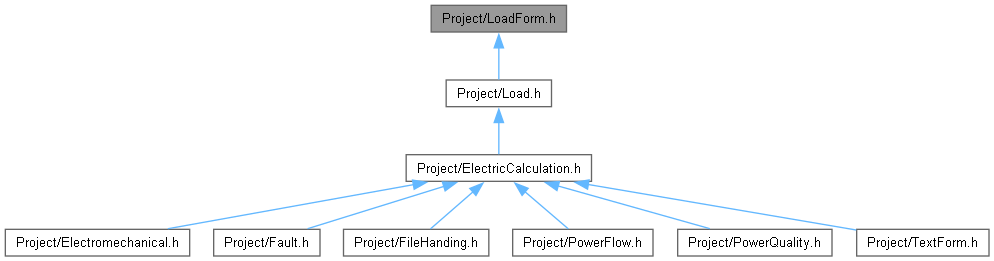 Project/LoadForm.h
Project/Load.h
Project/ElectricCalculation.h
Project/Electromechanical.h
Project/Fault.h
Project/FileHanding.h
Project/PowerFlow.h
Project/PowerQuality.h
Project/TextForm.h